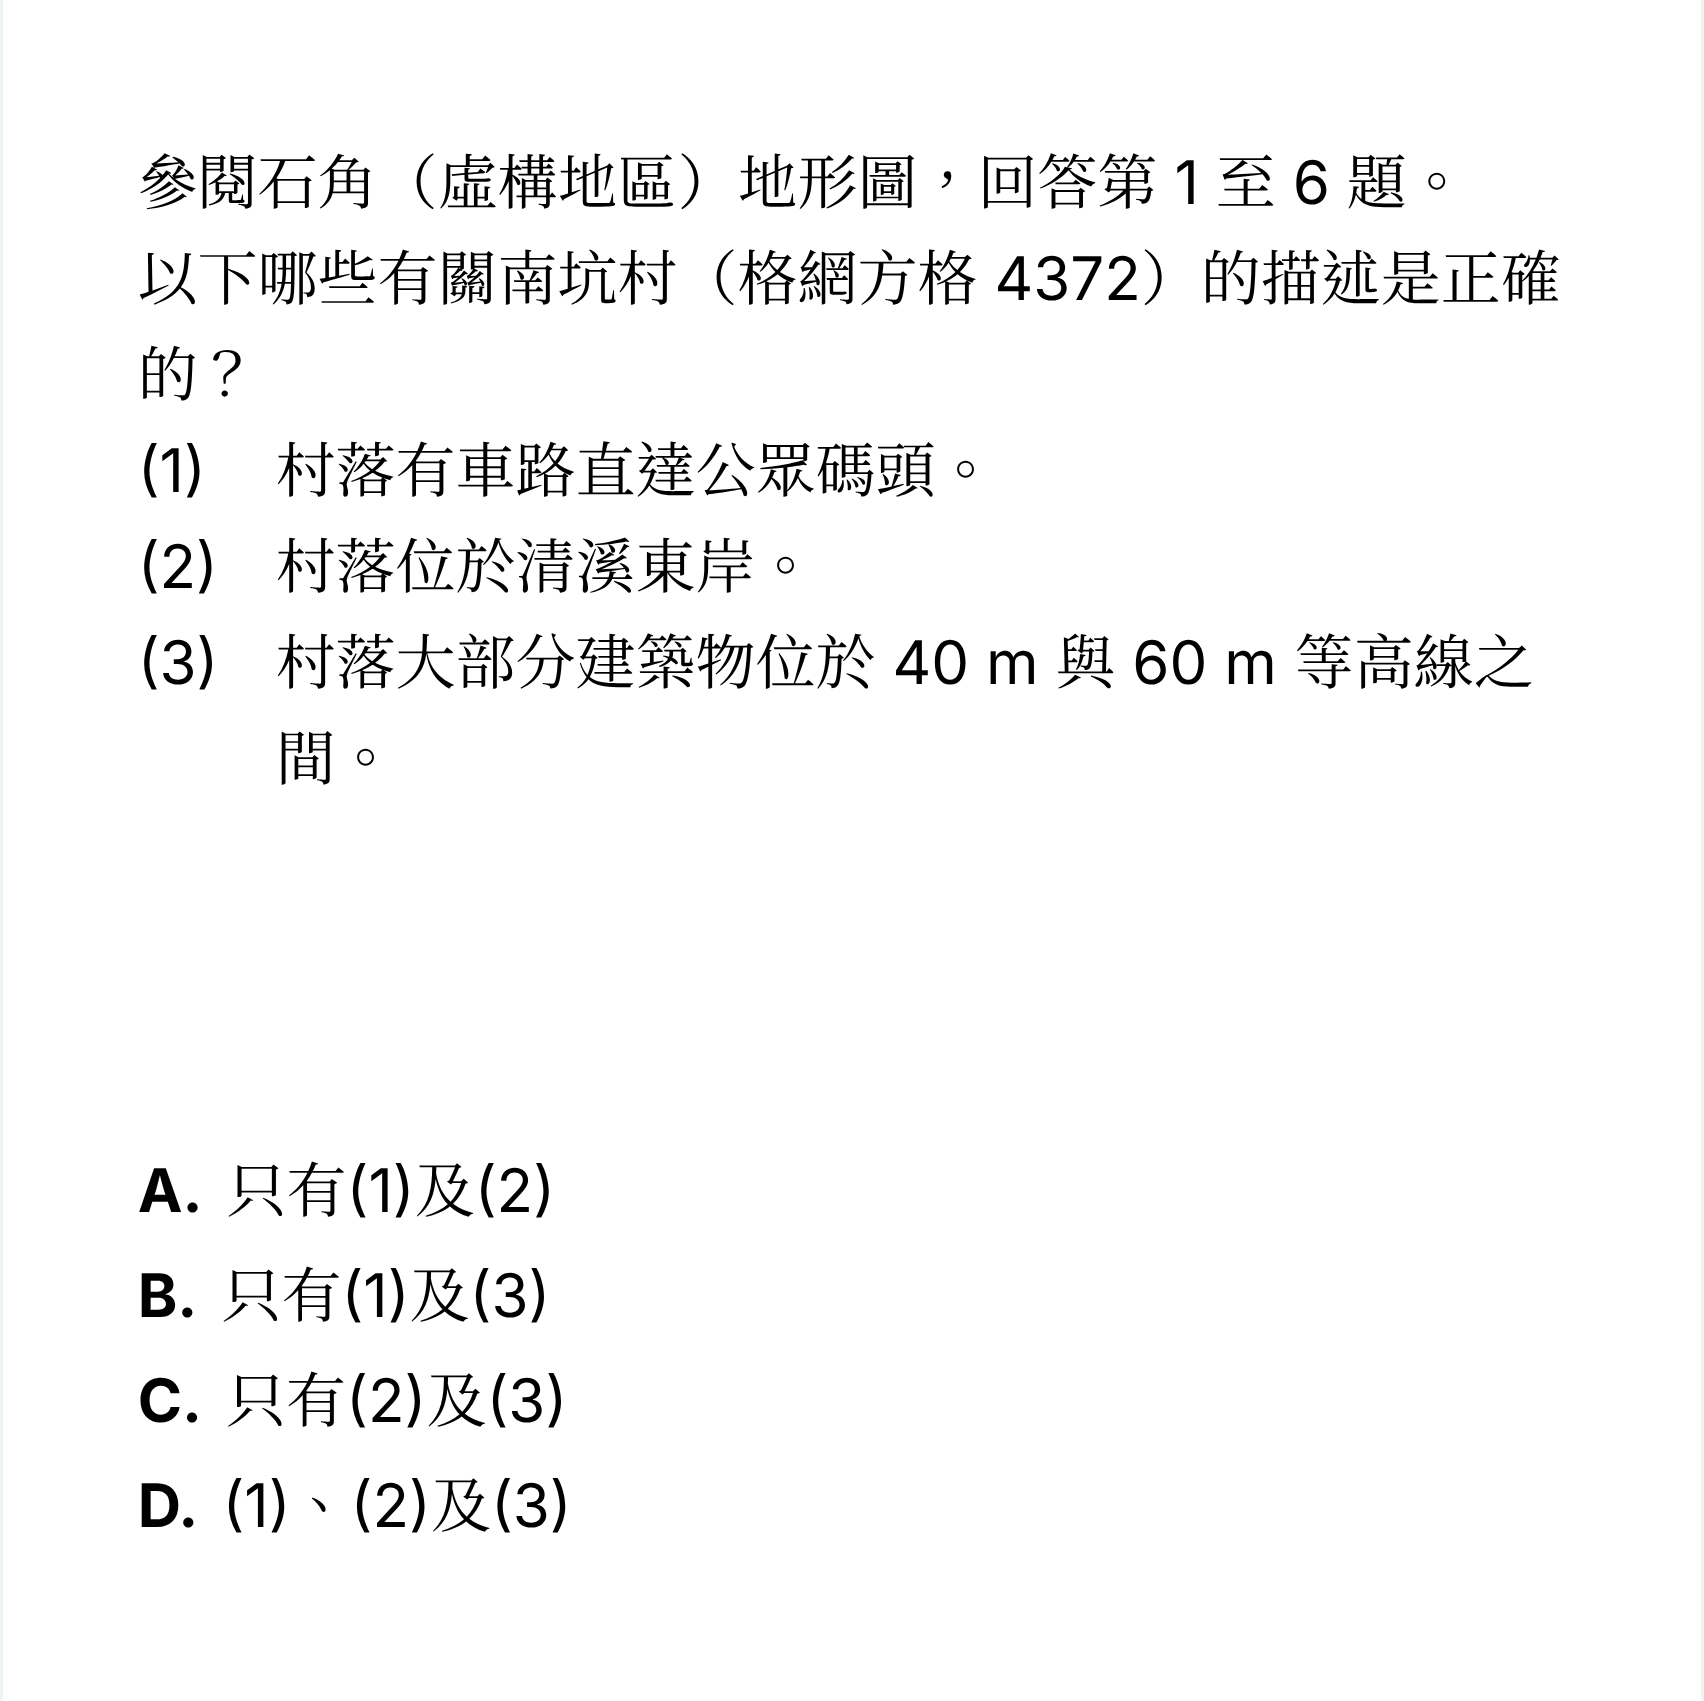 參閱石角（虛構地區）地形圖，回答第 1 至 6 題。
以下哪些有關南坑村（格網方格 4372）的描述是正確
的？
(1) 村落有車路直達公眾碼頭。
(2) 村落位於清溪東岸。
(3) 村落大部分建築物位於 40 m 與 60 m 等高線之
間。
A. 只有(1)及(2)
B. 只有(1)及(3)
C. 只有(2)及(3)
D. (1)、(2)及(3)